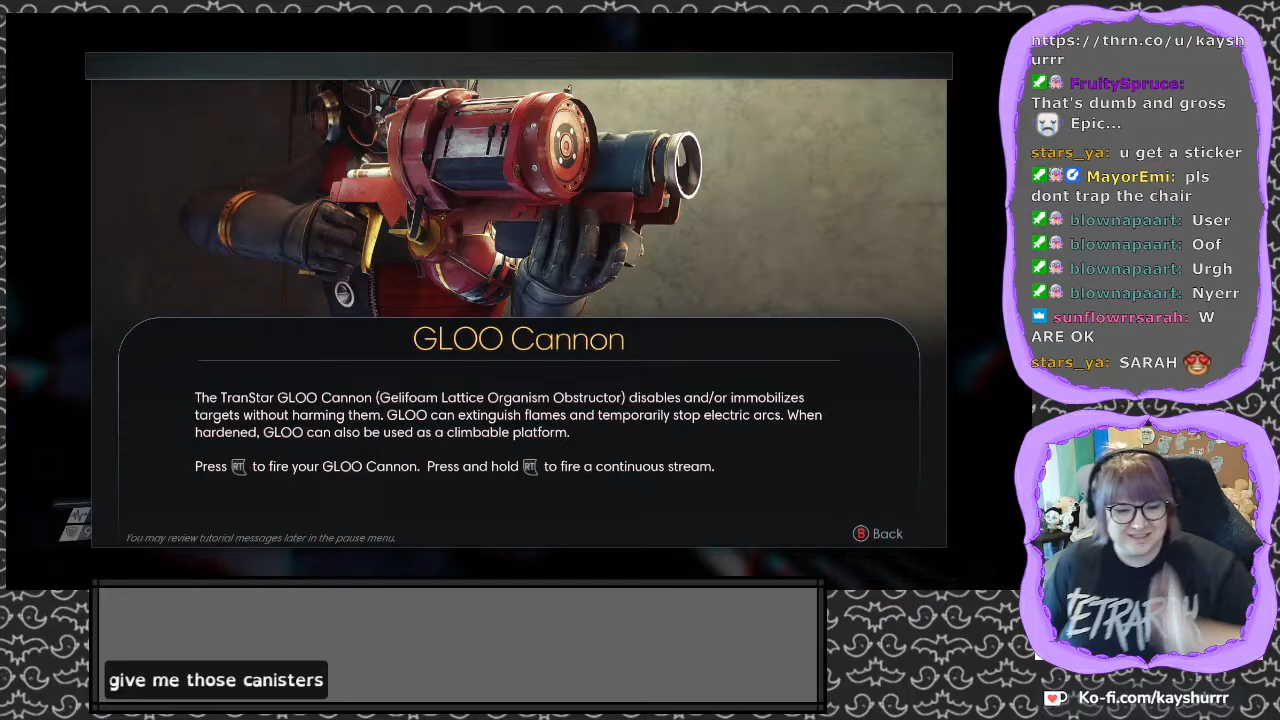 GLOO Cannon
The TranStar GLOO Cannon (Gelifoam Lattice Organism Obstructor) disables and/or immobilizes
targets without harming them. GLOO can extinguish flames and temporarily stop electric arcs. When
hardened, GLOO can also be used as a climbable platform.
Press RT to fire your GLOO Cannon. Press and hold RT to fire a continuous stream.
You may review tutorial messages later in the pause menu.
B Back
give me those canisters
https://thrn.co/u/kaysh
urrr
FruitySpruce:
That's dumb and gross
Epic...
stars_ya: u get a sticker
MayorEmi: pls
dont trap the chair
blownapaart: User
blownapaart: Oof
blownapaart: Urgh
blownapaart: Nyerr
sunflowrrsarah: W
ARE OK
stars_ya: SARAH
Ko-fi.com/kayshurrr